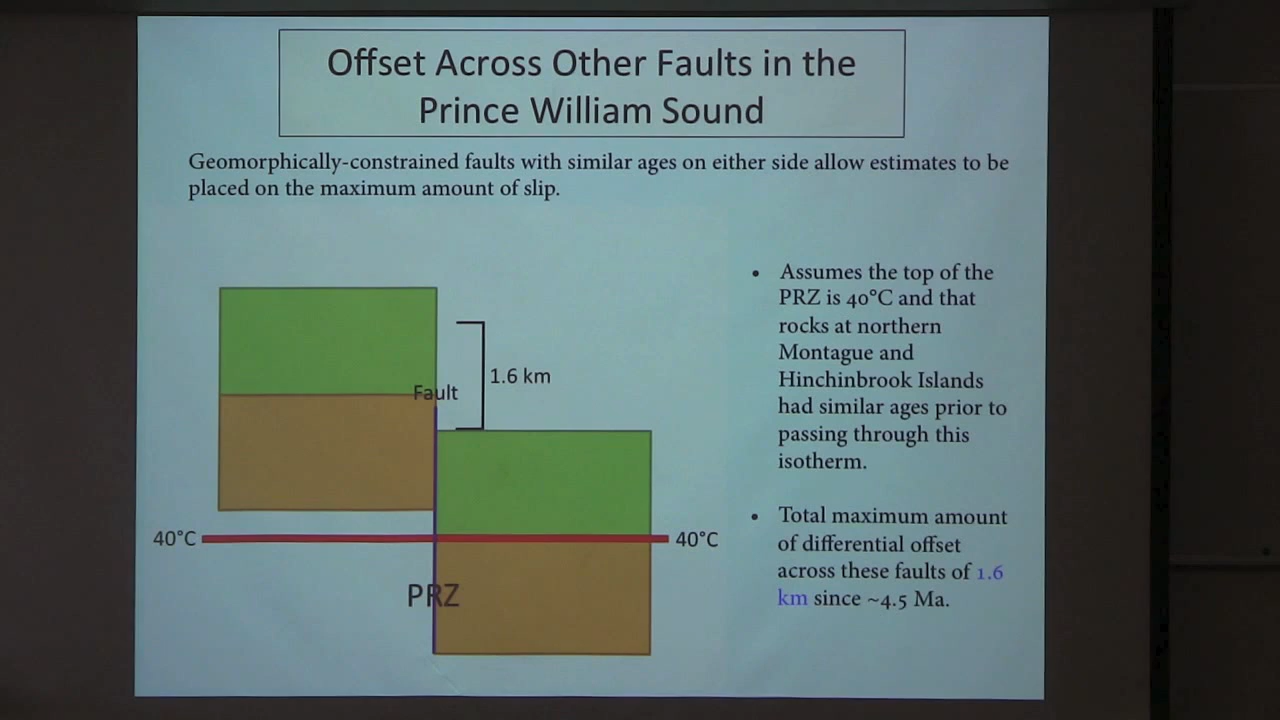 Offset Across Other Faults in the
Prince William Sound
Geomorphically-constrained faults with similar ages on either side allow estimates to be
placed on the maximum amount of slip.
1.6 km
Fault
40°C
40°C
PRZ
• Assumes the top of the
PRZ is 40°C and that
rocks at northern
Montague and
Hinchinbrook Islands
had similar ages prior to
passing through this
isotherm.
• Total maximum amount
of differential offset
across these faults of 1.6
km since ~4.5 Ma.